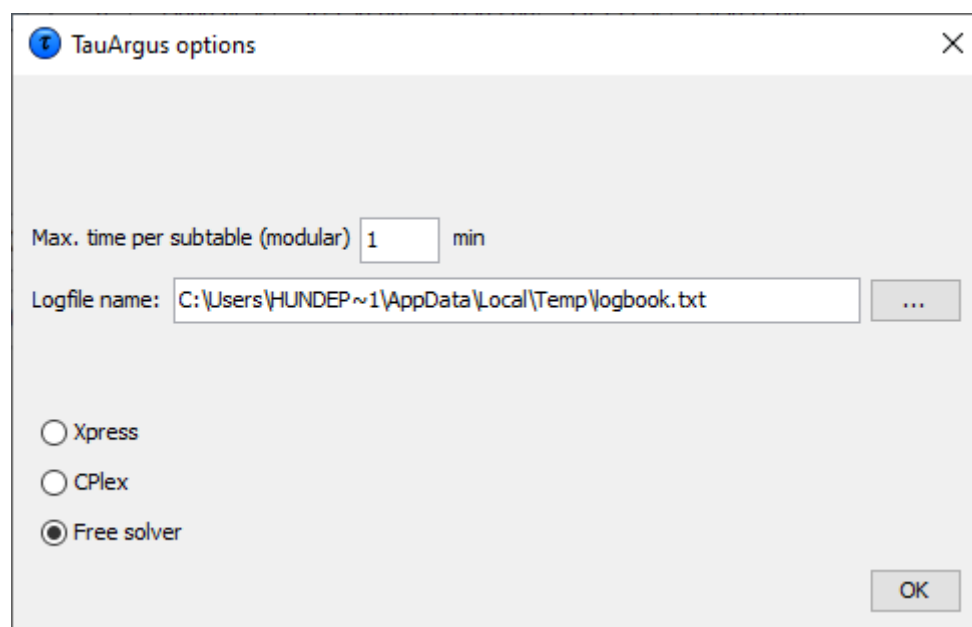 TauArgus options
Max. time per subtable (modular) 1 min
Logfile name: C:\Users\HUNDEP~1\AppData\Local\Temp\logbook.txt ...
Xpress
CPlex
Free solver
OK